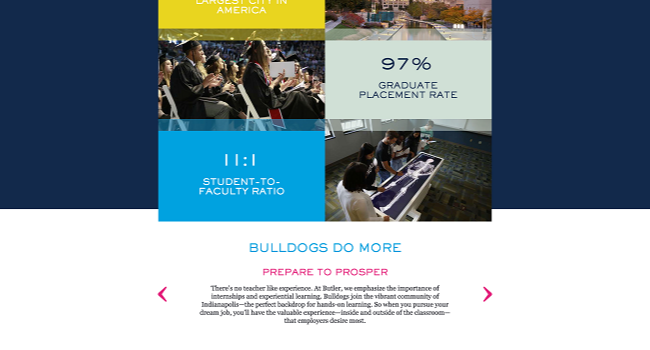 LARGEST CITY IN
AMERICA
97%
GRADUATE
PLACEMENT RATE
11:1
STUDENT-TO-
FACULTY RATIO
BULLDOGS DO MORE
PREPARE TO PROSPER
There's no teacher like experience. At Butler, we emphasize the importance of
internships and experiential learning. Bulldogs join the vibrant community of
Indianapolis—the perfect backdrop for hands-on learning. So when you pursue your
dream job, you'll have the valuable experience—inside and outside of the classroom—
that employers desire most.